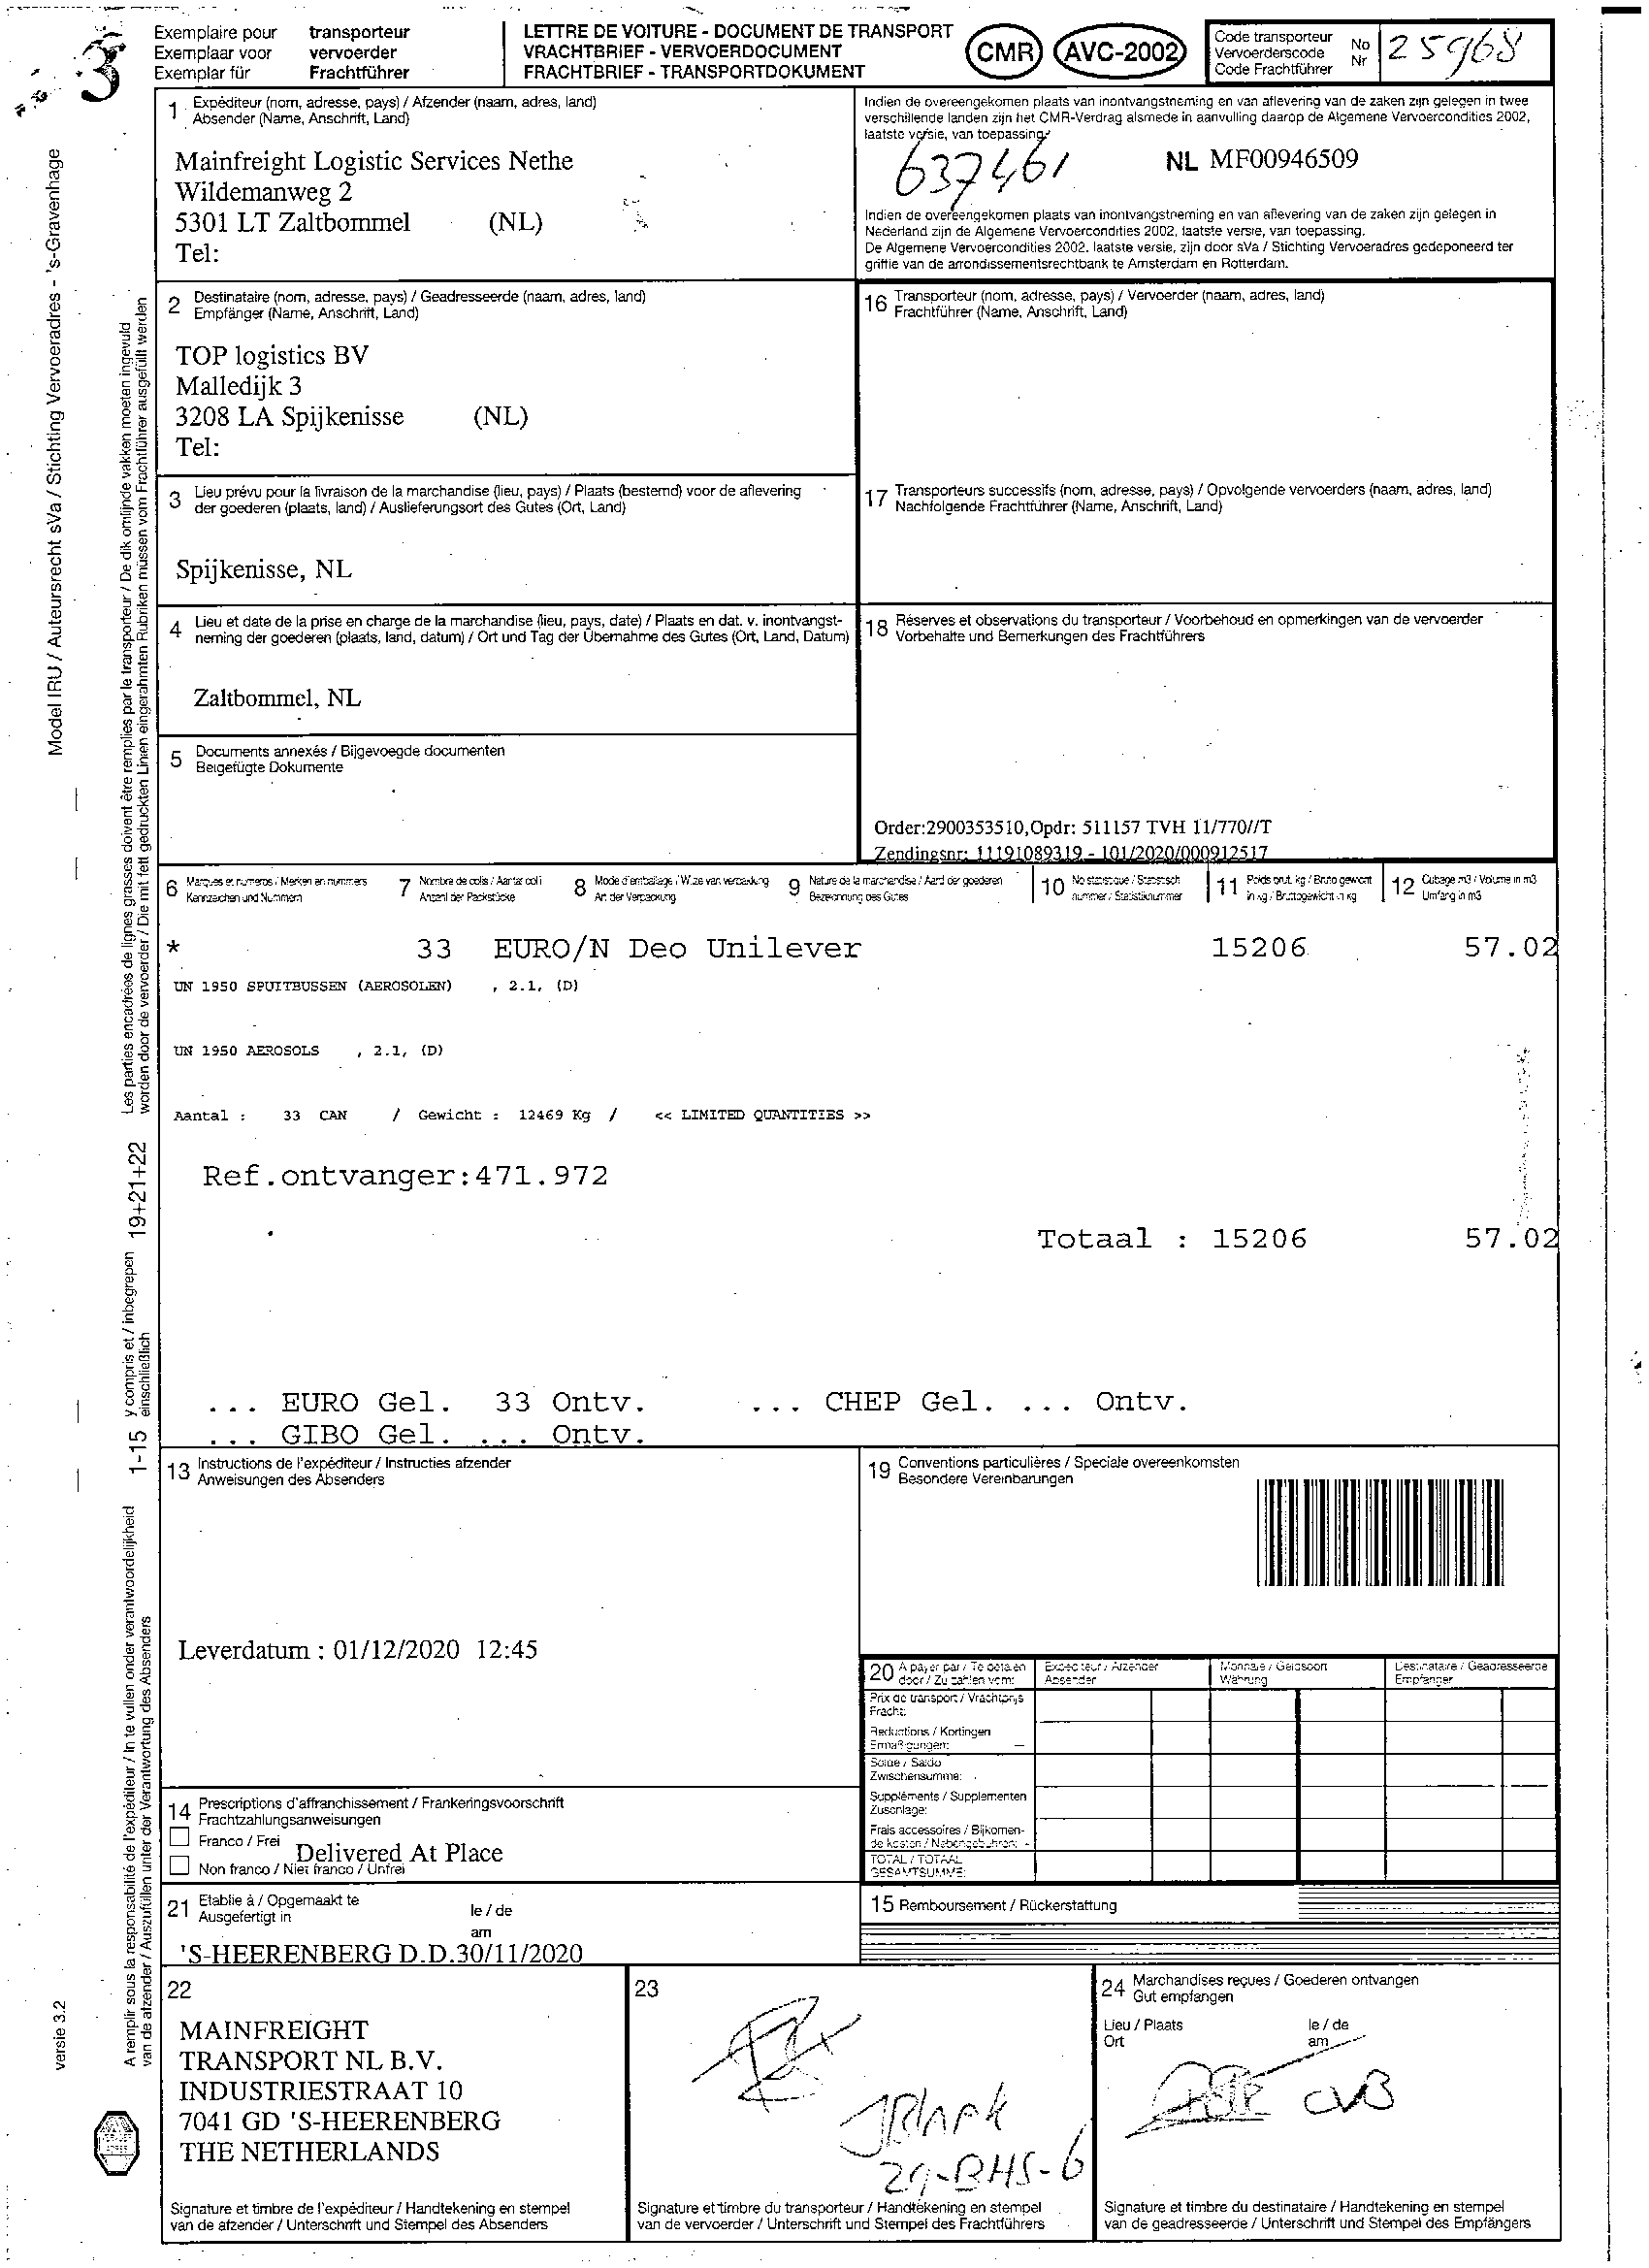 3
Exemplaire pour transporteur
Exemplaar voor vervoerder
Exemplar für Frachtführer
LETTRE DE VOITURE - DOCUMENT DE TRANSPORT
VRACHTBRIEF - VERVOERDOCUMENT
FRACHTBRIEF - TRANSPORTDOKUMENT
CMR AVC-2002
Code transporteur
Vervoerderscode
Code Frachtführer
No
Nr
25968
1 Expéditeur (nom, adresse, pays) / Afzender (naam, adres, land)
Absender (Name, Anschrift, Land)
Mainfreight Logistic Services Nethe
Wildemanweg 2
5301 LT Zaltbommel (NL)
Tel:
Indien de overeengekomen plaats van inontvangstneming en van aflevering van de zaken zijn gelegen in twee
verschillende landen zijn het CMR-Verdrag alsmede in aanvulling daarop de Algemene Vervoercondities 2002,
laatste versie, van toepassing.
637461
NL MF00946509
Indien de overeengekomen plaats van inontvangstneming en van aflevering van de zaken zijn gelegen in
Nederland zijn de Algemene Vervoercondities 2002, laatste versie, van toepassing.
De Algemene Vervoercondities 2002, laatste versie, zijn door sVa / Stichting Vervoeradres gedeponeerd ter
griffie van de arrondissementsrechtbank te Amsterdam en Rotterdam.
2 Destinataire (nom, adresse, pays) / Geadresseerde (naam, adres, land)
Empfänger (Name, Anschrift, Land)
TOP logistics BV
Malledijk 3
3208 LA Spijkenisse (NL)
Tel:
16 Transporteur (nom, adresse, pays) / Vervoerder (naam, adres, land)
Frachtführer (Name, Anschrift, Land)
3 Lieu prévu pour la livraison de la marchandise (lieu, pays) / Plaats (bestemd) voor de aflevering
der goederen (plaats, land) / Auslieferungsort des Gutes (Ort, Land)
Spijkenisse, NL
17 Transporteurs successifs (nom, adresse, pays) / Opvolgende vervoerders (naam, adres, land)
Nachfolgende Frachtführer (Name, Anschrift, Land)
4 Lieu et date de la prise en charge de la marchandise (lieu, pays, date) / Plaats en dat. v. inontvangst-
neming der goederen (plaats, land, datum) / Ort und Tag der Übernahme des Gutes (Ort, Land, Datum)
Zaltbommel, NL
18 Réserves et observations du transporteur / Voorbehoud en opmerkingen van de vervoerder
Vorbehalte und Bemerkungen des Frachtführers
5 Documents annexés / Bijgevoegde documenten
Beigefügte Dokumente
Order:2900353510,Opdr: 511157 TVH 11/770//T
Zendingsnr: 11191089319 - 101/2020/000912517
6 Marques et numeros / Merken en nummers
Kennzeichen und Nummern
7 Nombre de colis / Aantal colli
Anzahl der Packstücke
8 Mode d'emballage / Wijze van verpakking
Art der Verpackung
9 Nature de la marchandise / Aard der goederen
Bezeichnung des Gutes
10 No statistique / Statistisch
nummer / Statistiknummer
11 Poids brut, kg / Bruto gewicht
in kg / Bruttogewicht in kg
12 Cubage m3 / Volume in m3
Umfang in m3
* 33 EURO/N Deo Unilever 15206 57.02
UN 1950 SPUITBUSSEN (AEROSOLEN) , 2.1, (D)
UN 1950 AEROSOLS , 2.1, (D)
Aantal : 33 CAN / Gewicht : 12469 Kg / << LIMITED QUANTITIES >>
Ref.ontvanger:471.972
Totaal : 15206 57.02
... EURO Gel. 33 Ontv. ... CHEP Gel. ... Ontv.
... GIBO Gel. ... Ontv.
13 Instructions de l'expéditeur / Instructies afzender
Anweisungen des Absenders
Leverdatum : 01/12/2020 12:45
19 Conventions particulières / Speciale overeenkomsten
Besondere Vereinbarungen
20 A payer par / Te betalen
door / Zu zahlen vom:
Expediteur / Afzender
Absender
Monnaie / Geldsoort
Währung
Destinataire / Geadresseerde
Empfänger
Prix de transport / Vrachtprijs
Fracht:
Reductions / Kortingen
Ermäßigungen: —
Solde / Saldo
Zwischensumme:
Suppléments / Supplementen
Zuschläge:
Frais accessoires / Bijkomen-
de kosten / Nebengebühren:
TOTAL / TOTAAL
GESAMTSUMME:
14 Prescriptions d'affranchissement / Frankeringsvoorschrift
Frachtzahlungsanweisungen
Franco / Frei
Delivered At Place
Non franco / Niet franco / Unfrei
21 Etablie à / Opgemaakt te
Ausgefertigt in
le / de
am
'S-HEERENBERG D.D.30/11/2020
15 Remboursement / Rückerstattung
22
MAINFREIGHT
TRANSPORT NL B.V.
INDUSTRIESTRAAT 10
7041 GD 'S-HEERENBERG
THE NETHERLANDS
Signature et timbre de l'expéditeur / Handtekening en stempel
van de afzender / Unterschrift und Stempel des Absenders
23
29-BHS-6
Signature et timbre du transporteur / Handtekening en stempel
van de vervoerder / Unterschrift und Stempel des Frachtführers
24 Marchandises reçues / Goederen ontvangen
Gut empfangen
Lieu / Plaats
Ort
le / de
am
CVB
Signature et timbre du destinataire / Handtekening en stempel
van de geadresseerde / Unterschrift und Stempel des Empfängers
Model IRU / Auteursrecht sVa / Stichting Vervoeradres - 's-Gravenhage
Les parties encadrées de lignes grasses doivent être remplies par le transporteur / De dik omlijnde vakken moeten ingevuld
worden door de vervoerder / Die mit fett gedruckten Linien eingerahmten Rubriken müssen vom Frachtführer ausgefüllt werden
19+21+22
y compris et / inbegrepen
einschließlich
1-15
A remplir sous la responsabilité de l'expéditeur / In te vullen onder verantwoordelijkheid
van de afzender / Auszufüllen unter der Verantwortung des Absenders
versie 3.2